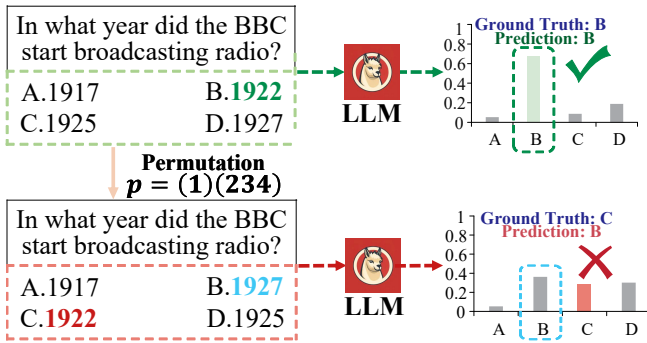 In what year did the BBC
start broadcasting radio?
A.1917 B.1922
C.1925 D.1927
LLM
Ground Truth: B
Prediction: B
1
0.8
0.6
0.4
0.2
0
A B C D
Permutation
p = (1)(234)
In what year did the BBC
start broadcasting radio?
A.1917 B.1927
C.1922 D.1925
LLM
Ground Truth: C
Prediction: B
1
0.8
0.6
0.4
0.2
0
A B C D